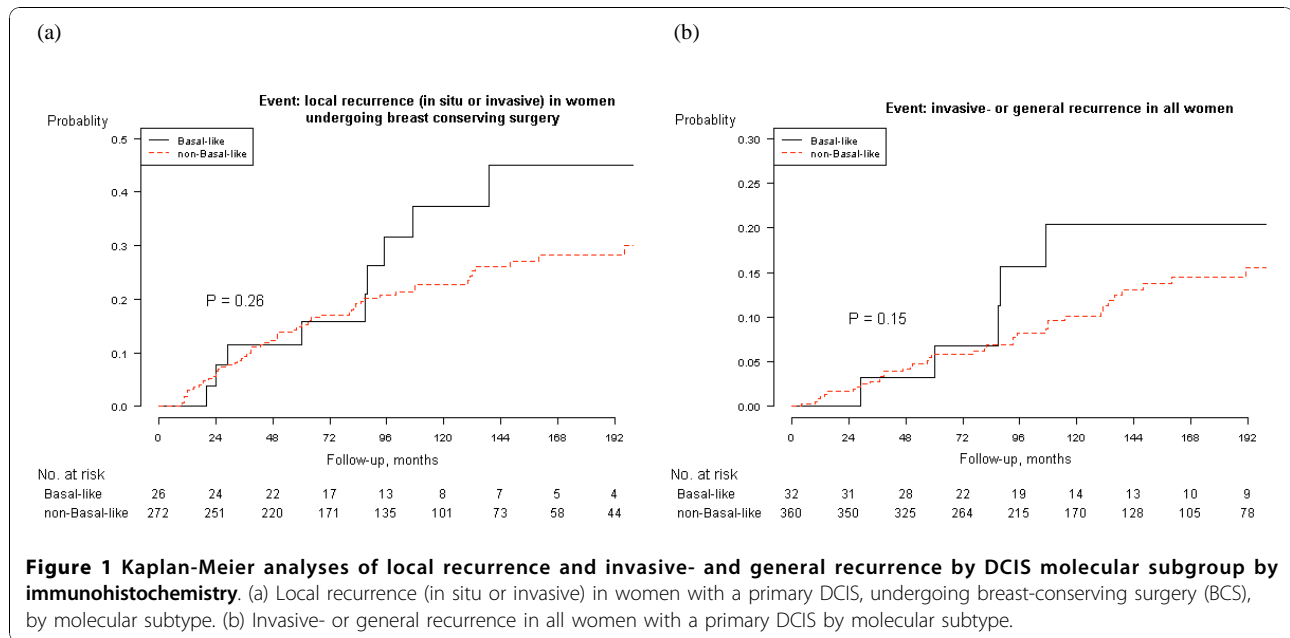 (a)
Event: local recurrence (in situ or invasive) in women
undergoing breast conserving surgery
Probablity
Basal-like
non-Basal-like
0.5
0.4
0.3
0.2
0.1
0.0
P = 0.26
0 24 48 72 96 120 144 168 192
Follow-up, months
No. at risk
Basal-like 26 24 22 17 13 8 7 5 4
non-Basal-like 272 251 220 171 135 101 73 58 44
(b)
Event: invasive- or general recurrence in all women
Probablity
Basal-like
non-Basal-like
0.30
0.25
0.20
0.15
0.10
0.05
0.00
P = 0.15
0 24 48 72 96 120 144 168 192
Follow-up, months
No. at risk
Basal-like 32 31 28 22 19 14 13 10 9
non-Basal-like 360 350 325 264 215 170 128 105 78
Figure 1 Kaplan-Meier analyses of local recurrence and invasive- and general recurrence by DCIS molecular subgroup by
immunohistochemistry. (a) Local recurrence (in situ or invasive) in women with a primary DCIS, undergoing breast-conserving surgery (BCS),
by molecular subtype. (b) Invasive- or general recurrence in all women with a primary DCIS by molecular subtype.